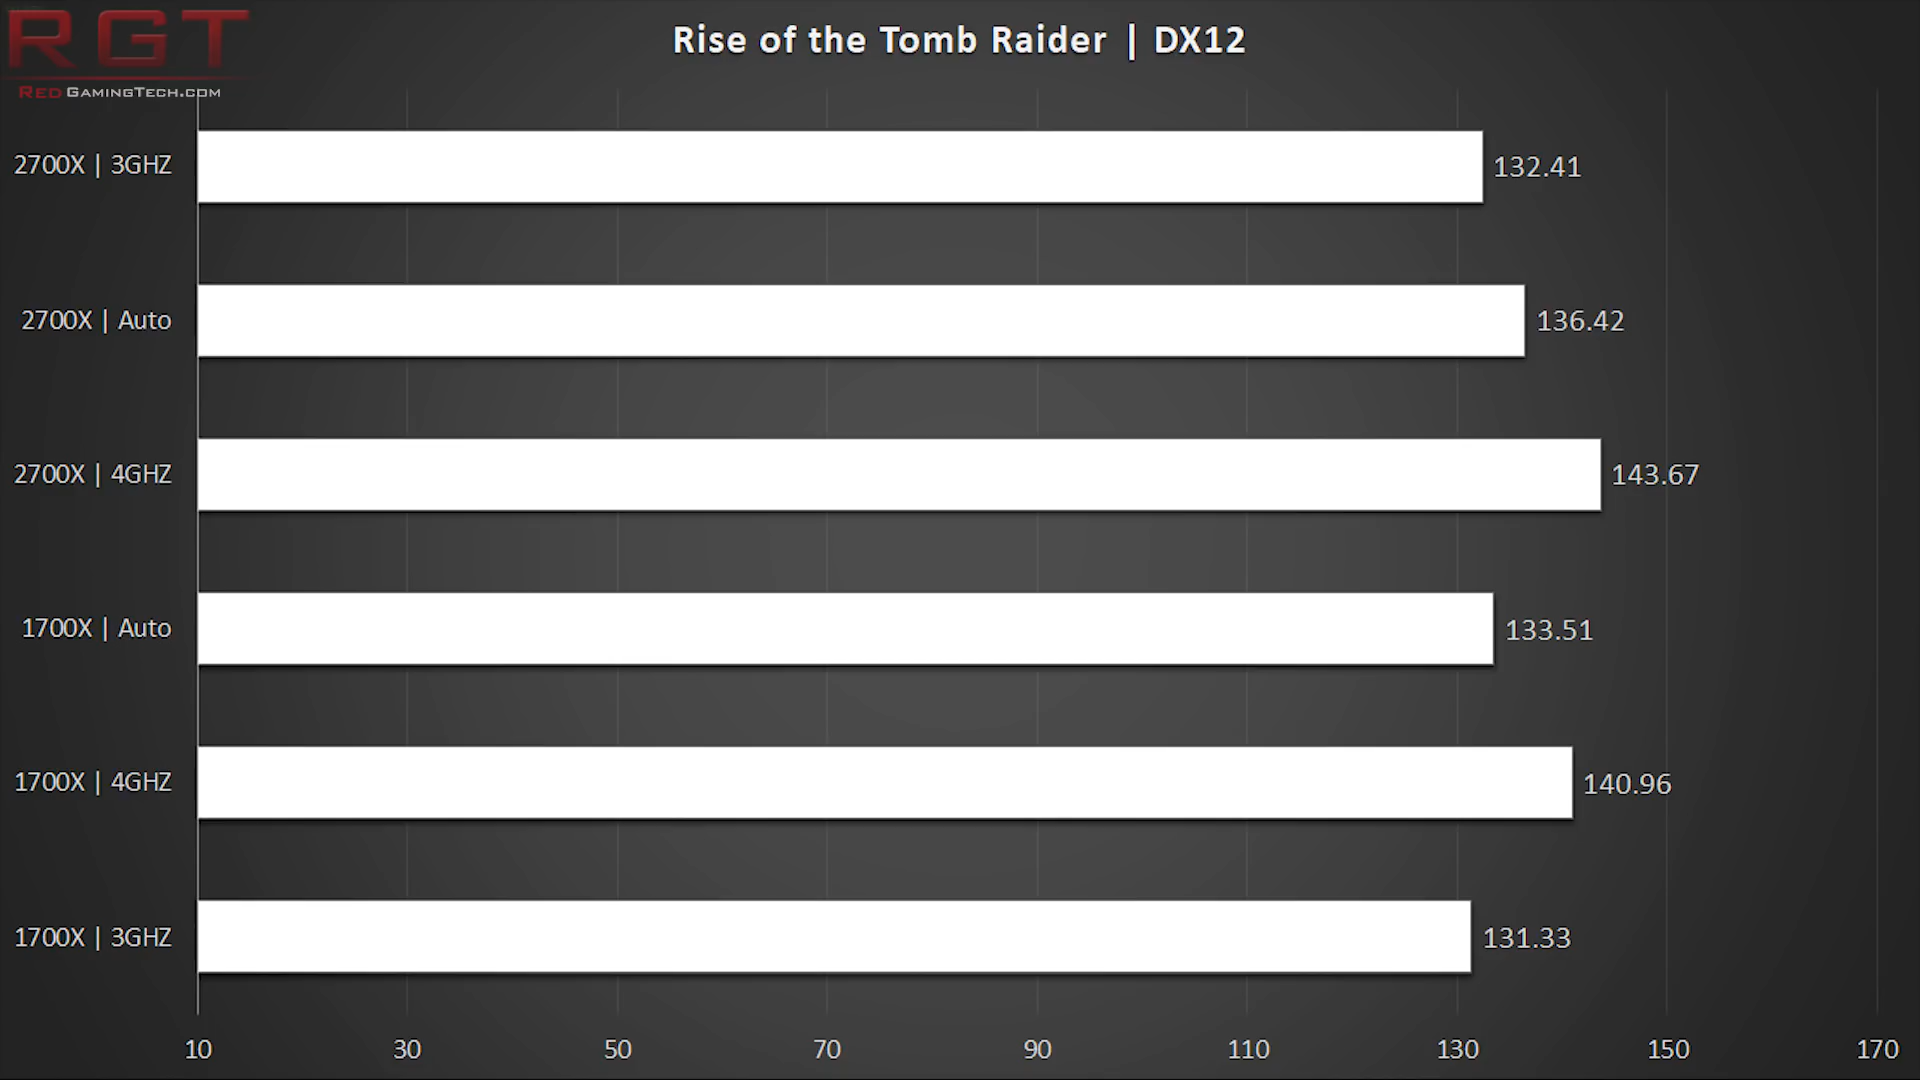 RGT
RedGamingTech.com
Rise of the Tomb Raider | DX12
2700X | 3GHZ
132.41
2700X | Auto
136.42
2700X | 4GHZ
143.67
1700X | Auto
133.51
1700X | 4GHZ
140.96
1700X | 3GHZ
131.33
10 30 50 70 90 110 130 150 170